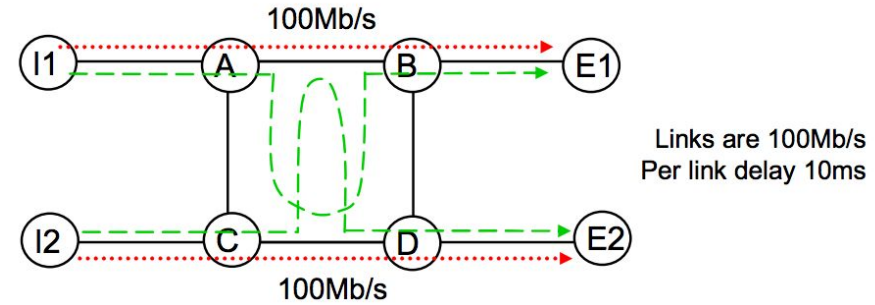 100Mb/s
I1
A
B
E1
Links are 100Mb/s
Per link delay 10ms
I2
C
D
E2
100Mb/s